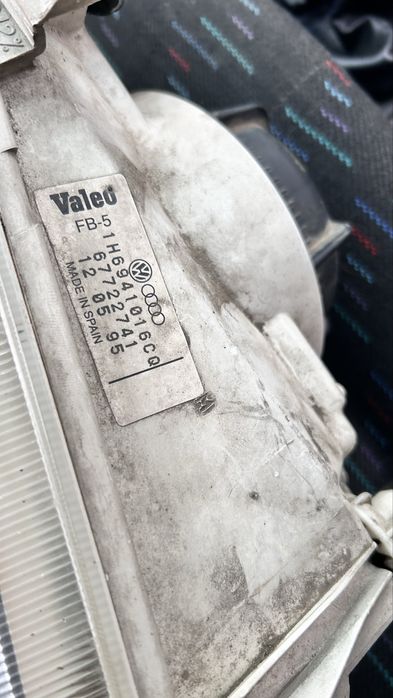 Valeo
FB-5
1H6941016CQ
67722741
12 05 95
MADE IN SPAIN